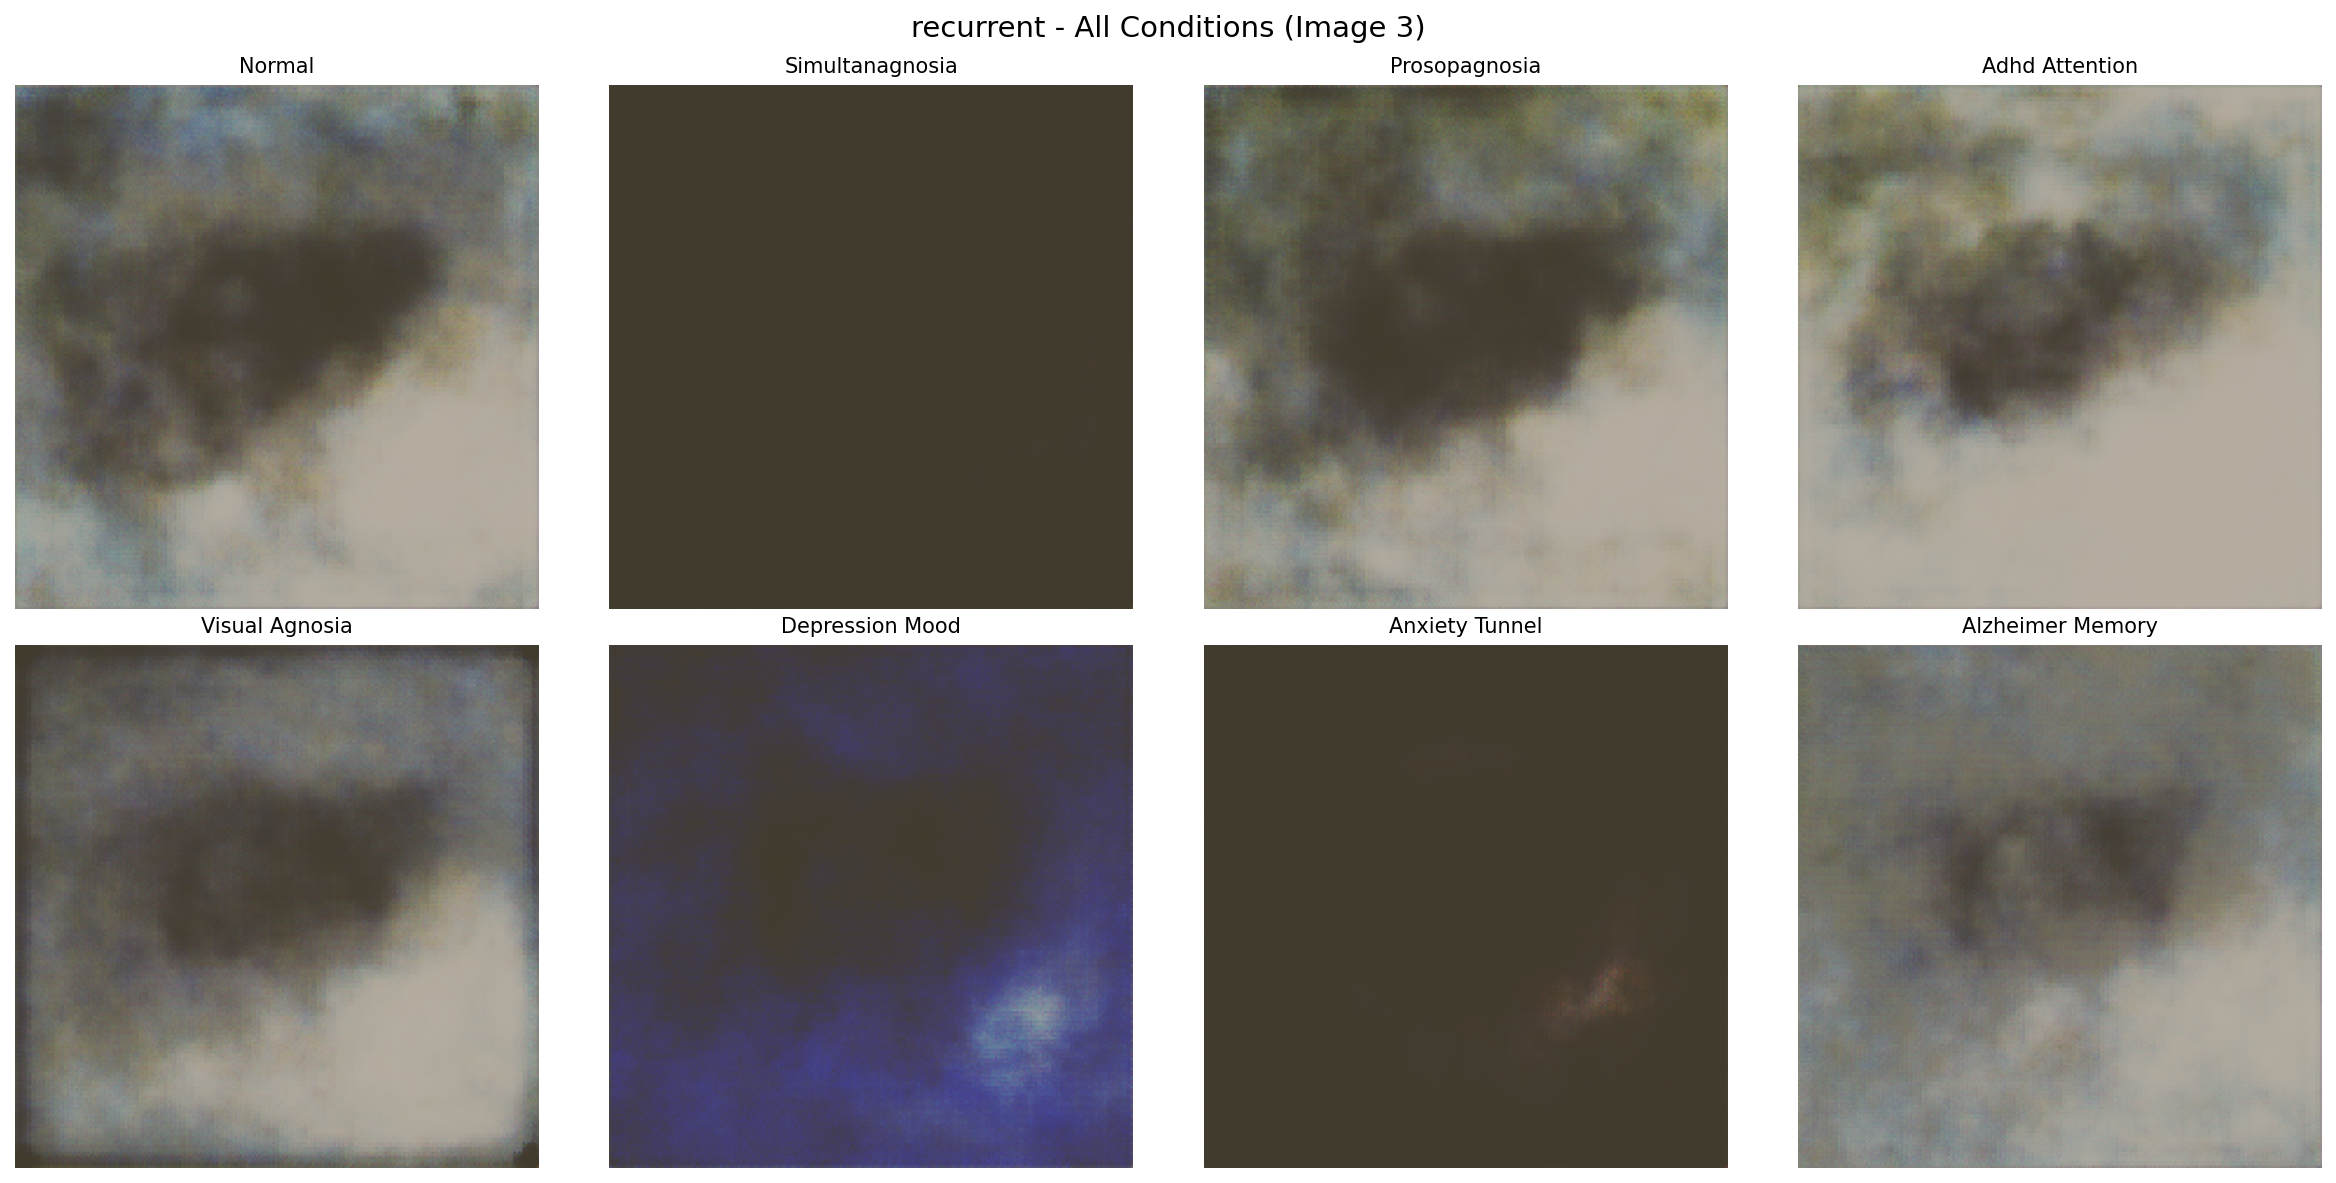 recurrent - All Conditions (Image 3)
Normal
Simultanagnosia
Prosopagnosia
Adhd Attention
Visual Agnosia
Depression Mood
Anxiety Tunnel
Alzheimer Memory